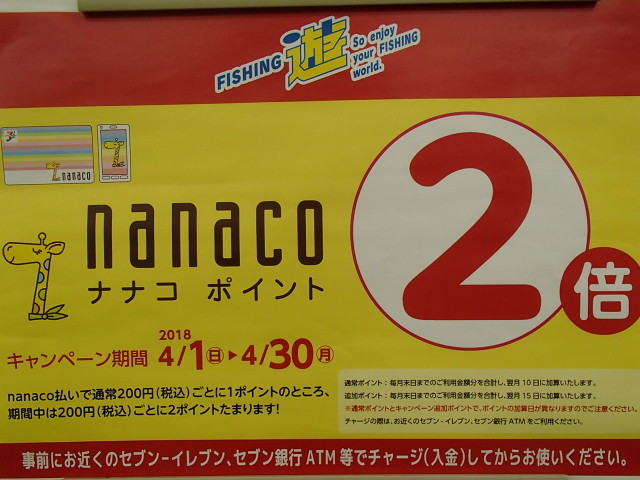 FISHING 遊 So enjoy your FISHING world.
nanaco
nanaco
ナナコ ポイント
2倍
キャンペーン期間 2018 4/1(日)▶4/30(月)
nanaco払いで通常200円(税込)ごとに1ポイントのところ、
期間中は200円(税込)ごとに2ポイントたまります!
通常ポイント:毎月末日までのご利用金額分を合計し、翌月10日に加算いたします。
追加ポイント:毎月末日までのご利用金額分を合計し、翌月15日に加算いたします。
※通常ポイントとキャンペーン追加ポイントで、ポイントの加算日が異なりますのでご注意ください。
チャージの際は、お近くのセブン-イレブン、セブン銀行ATMをご利用ください。
事前にお近くのセブン-イレブン、セブン銀行ATM等でチャージ(入金)してからお使いください。